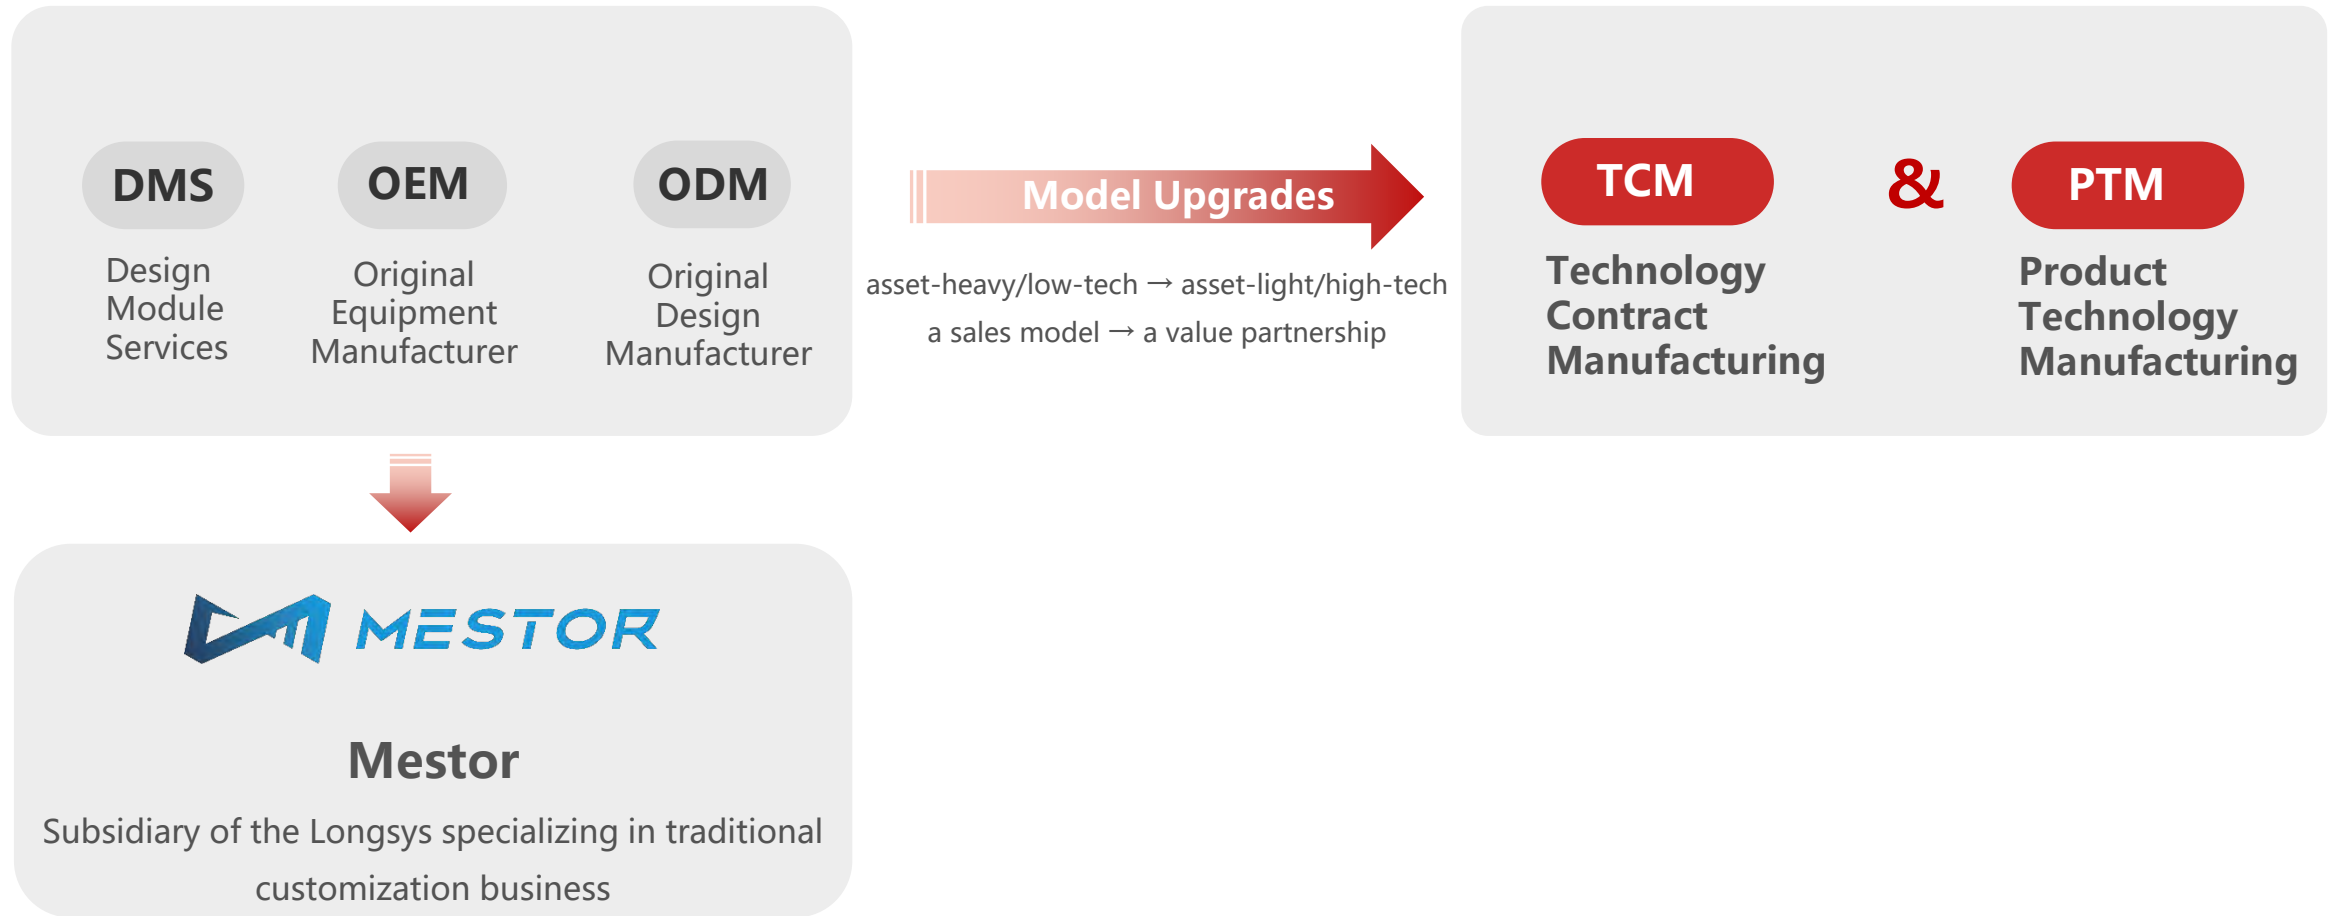 DMS
Design
Module
Services
OEM
Original
Equipment
Manufacturer
ODM
Original
Design
Manufacturer
Model Upgrades
asset-heavy/low-tech → asset-light/high-tech
a sales model → a value partnership
TCM
Technology
Contract
Manufacturing
&
PTM
Product
Technology
Manufacturing
MESTOR
Mestor
Subsidiary of the Longsys specializing in traditional
customization business